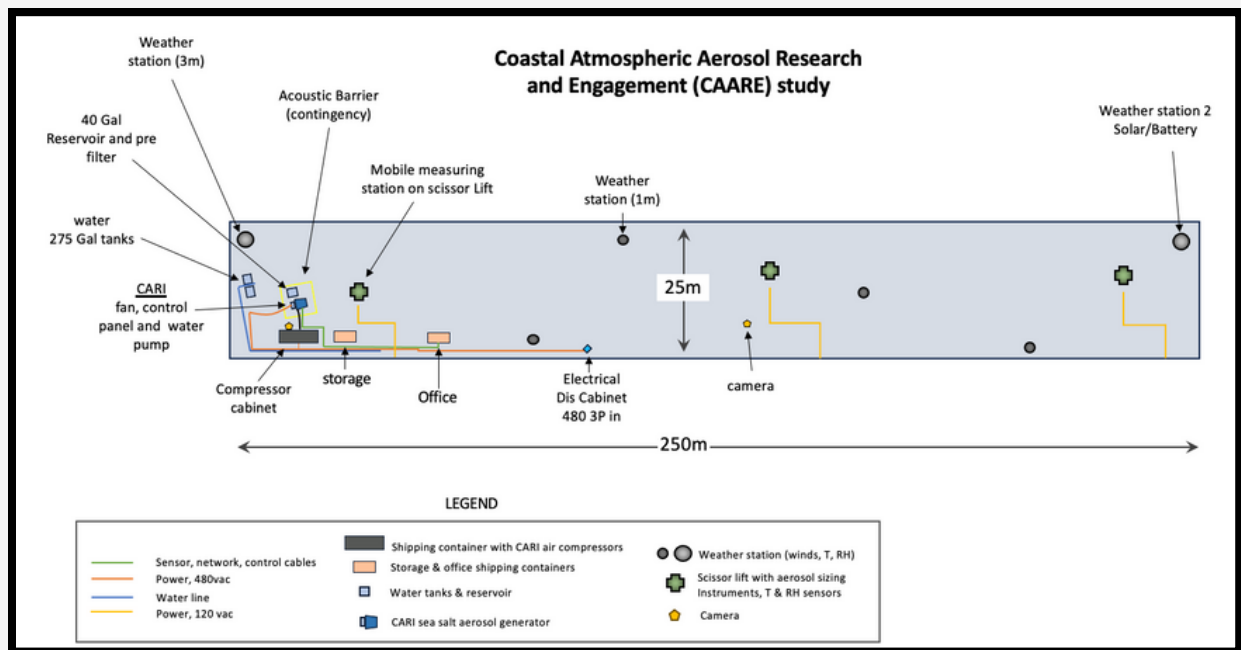 Coastal Atmospheric Aerosol Research
and Engagement (CAARE) study
Weather
station (3m)
Acoustic Barrier
(contingency)
40 Gal
Reservoir and pre
filter
Mobile measuring
station on scissor Lift
Weather
station (1m)
Weather station 2
Solar/Battery
water
275 Gal tanks
CARI
fan, control
panel and water
pump
25m
Compressor
cabinet
storage
Office
Electrical
Dis Cabinet
480 3P in
camera
250m
LEGEND
Sensor, network, control cables
Power, 480vac
Water line
Power, 120 vac
Shipping container with CARI air compressors
Storage & office shipping containers
Water tanks & reservoir
CARI sea salt aerosol generator
Weather station (winds, T, RH)
Scissor lift with aerosol sizing
Instruments, T & RH sensors
Camera